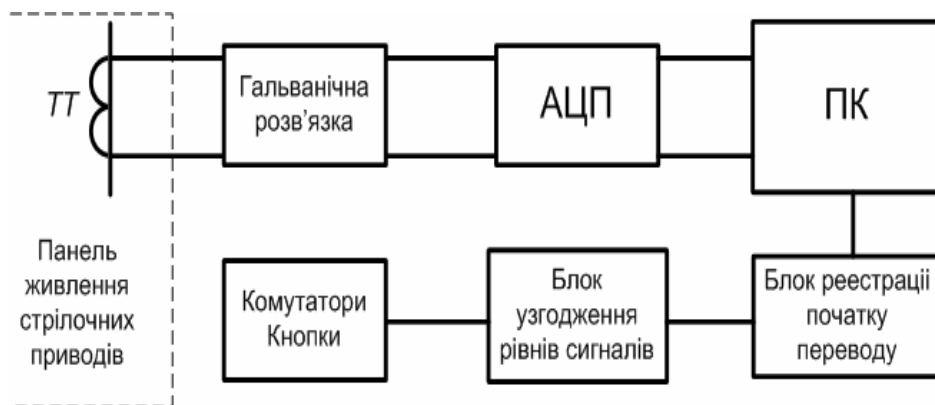 ТТ
Гальванічна
розв'язка
АЦП
ПК
Панель
живлення
стрілочних
приводів
Комутатори
Кнопки
Блок
узгодження
рівнів сигналів
Блок реестрації
початку
переводу